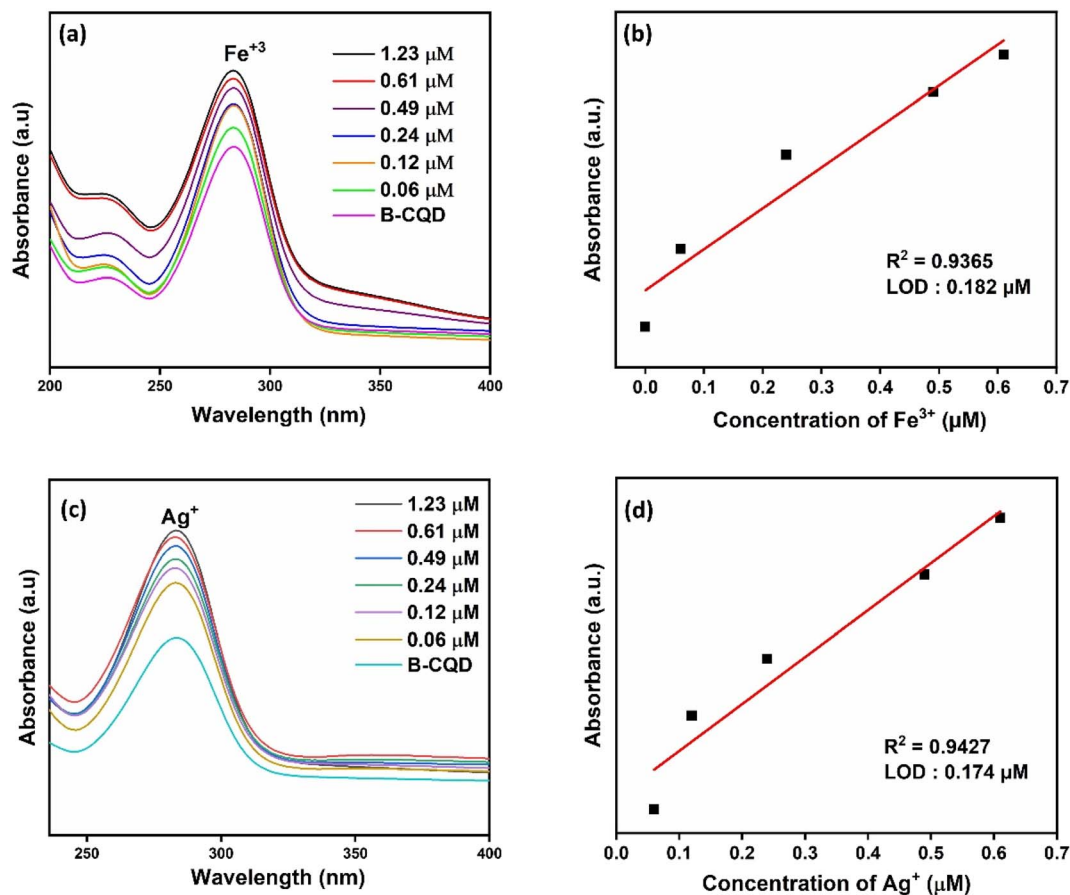 (a)
Fe⁺³
1.23 μM
0.61 μM
0.49 μM
0.24 μM
0.12 μM
0.06 μM
B-CQD
Absorbance (a.u)
200 250 300 350 400
Wavelength (nm)
(b)
Absorbance (a.u.)
R² = 0.9365
LOD : 0.182 μM
0.0 0.1 0.2 0.3 0.4 0.5 0.6 0.7
Concentration of Fe³⁺ (μM)
(c)
Ag⁺
1.23 μM
0.61 μM
0.49 μM
0.24 μM
0.12 μM
0.06 μM
B-CQD
Absorbance (a.u)
250 300 350 400
Wavelength (nm)
(d)
Absorbance (a.u.)
R² = 0.9427
LOD : 0.174 μM
0.0 0.1 0.2 0.3 0.4 0.5 0.6 0.7
Concentration of Ag⁺ (μM)